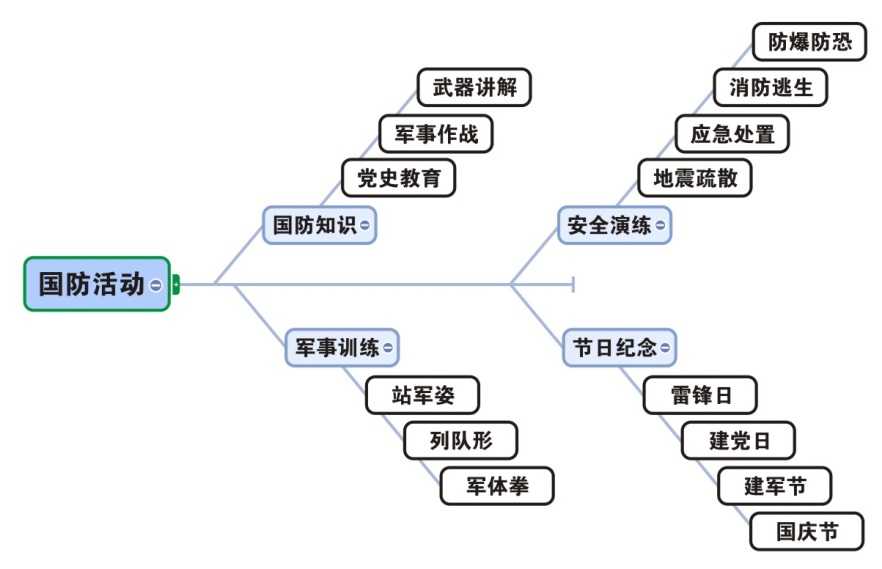 国防活动
国防知识
武器讲解
军事作战
党史教育
安全演练
防爆防恐
消防逃生
应急处置
地震疏散
军事训练
站军姿
列队形
军体拳
节日纪念
雷锋日
建党日
建军节
国庆节